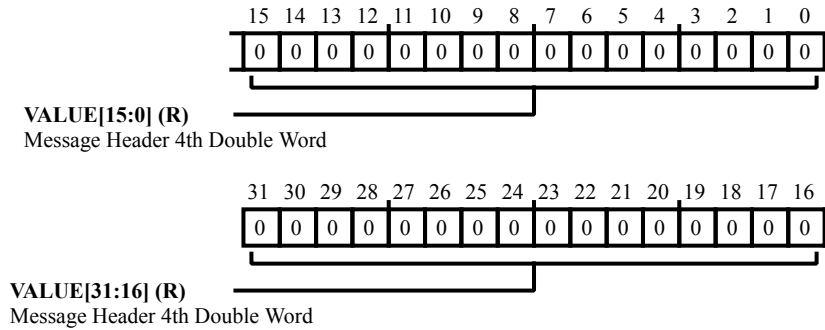 15 14 13 12 11 10 9 8 7 6 5 4 3 2 1 0
0 0 0 0 0 0 0 0 0 0 0 0 0 0 0 0
VALUE[15:0] (R)
Message Header 4th Double Word
31 30 29 28 27 26 25 24 23 22 21 20 19 18 17 16
0 0 0 0 0 0 0 0 0 0 0 0 0 0 0 0
VALUE[31:16] (R)
Message Header 4th Double Word